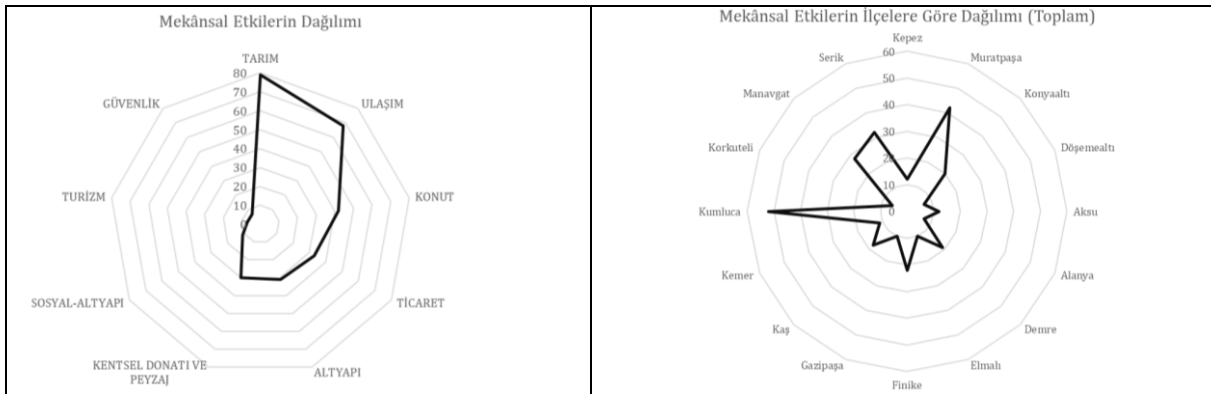 Mekânsal Etkilerin Dağılımı
TARIM
80
70
60
50
40
30
20
10
0
ULAŞIM
KONUT
TİCARET
ALTYAPI
KENTSEL DONATI VE
PEYZAJ
SOSYAL-ALTYAPI
TURİZM
GÜVENLİK
Mekânsal Etkilerin İlçelere Göre Dağılımı (Toplam)
Kepez
60
50
40
30
20
10
0
Muratpaşa
Konyaaltı
Döşemealtı
Aksu
Alanya
Demre
Elmalı
Finike
Gazipaşa
Kaş
Kemer
Kumluca
Korkuteli
Manavgat
Serik